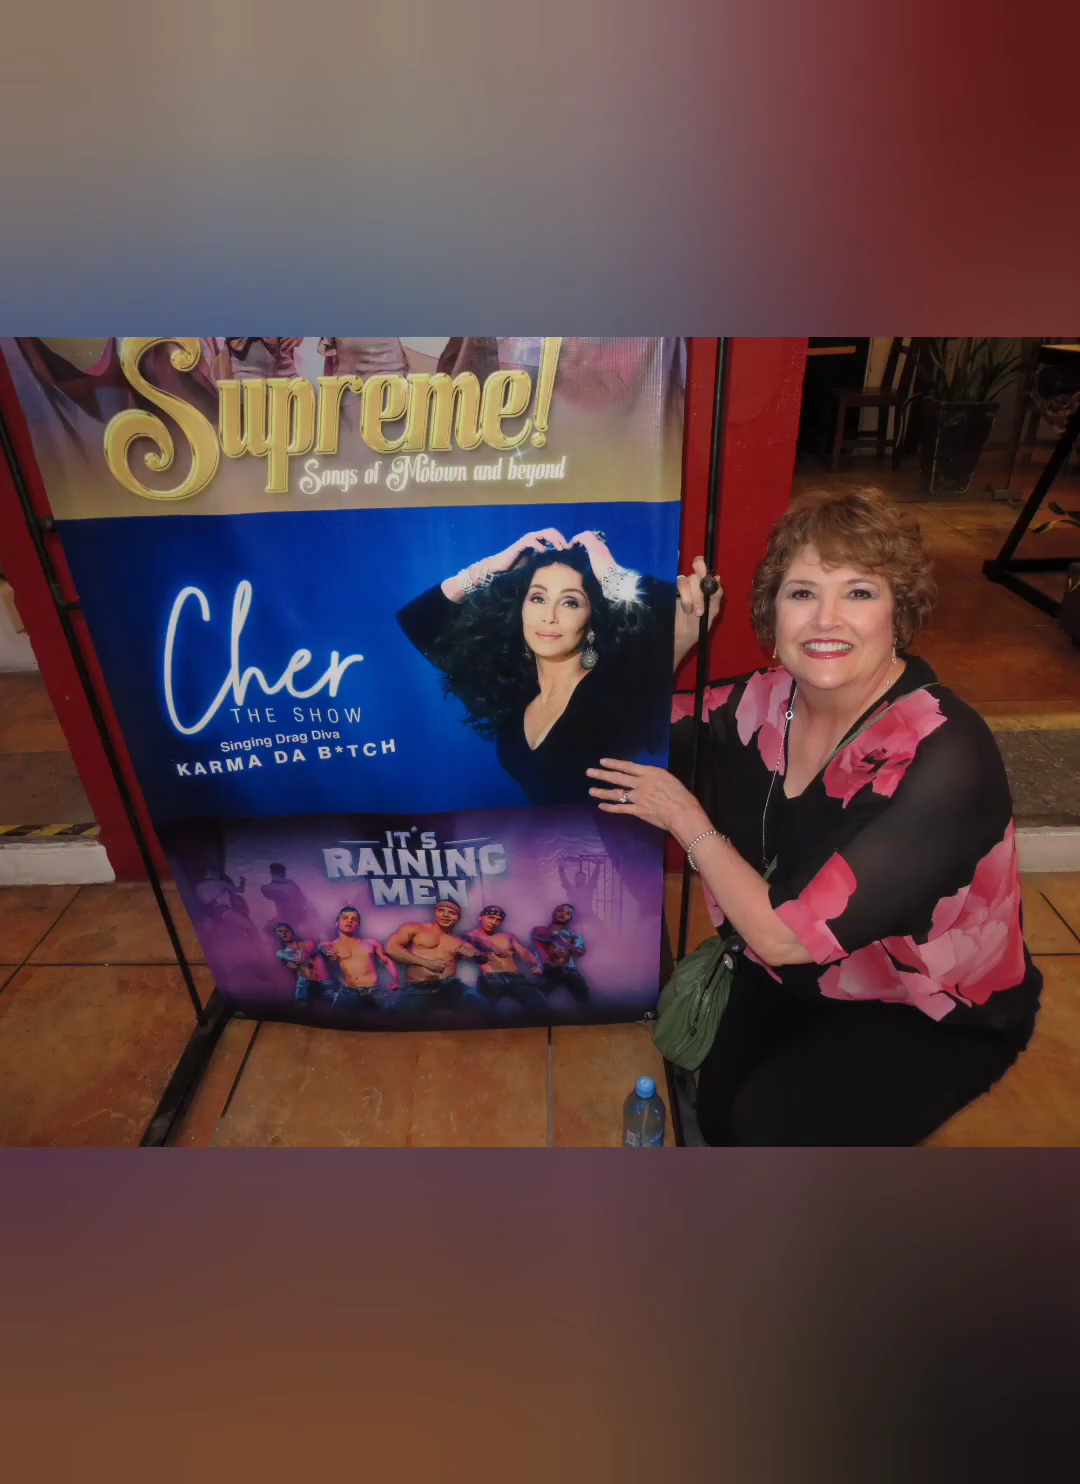 Supreme!
Songs of Motown and beyond
Cher
THE SHOW
Singing Drag Diva
KARMA DA B*TCH
IT'S
RAINING
MEN